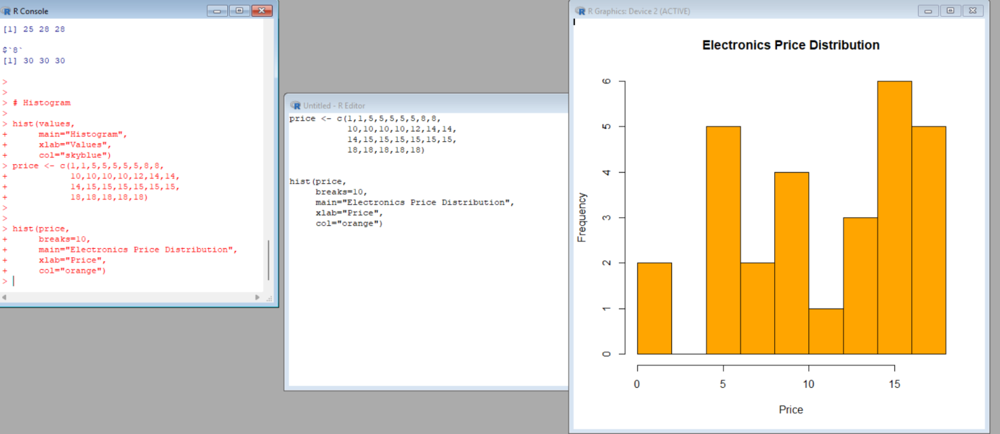 R Console
[1] 25 28 28
$`8`
[1] 30 30 30
>
>
> # Histogram
>
> hist(values,
+      main="Histogram",
+      xlab="Values",
+      col="skyblue")
> price <- c(1,1,5,5,5,5,5,8,8,
+            10,10,10,10,12,14,14,
+            14,15,15,15,15,15,15,
+            18,18,18,18,18)
>
>
> hist(price,
+      breaks=10,
+      main="Electronics Price Distribution",
+      xlab="Price",
+      col="orange")
>
Untitled - R Editor
price <- c(1,1,5,5,5,5,5,8,8,
           10,10,10,10,12,14,14,
           14,15,15,15,15,15,15,
           18,18,18,18,18)
hist(price,
     breaks=10,
     main="Electronics Price Distribution",
     xlab="Price",
     col="orange")
R Graphics: Device 2 (ACTIVE)
Electronics Price Distribution
Frequency
6
5
4
3
2
1
0
0 5 10 15
Price